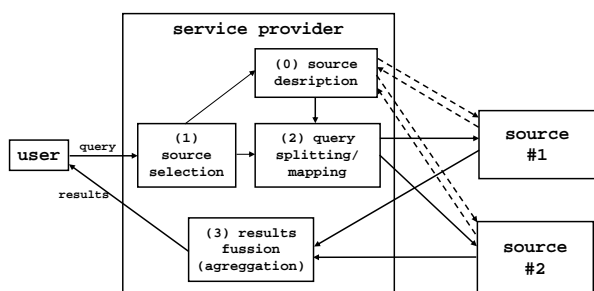 service provider
(0) source
desription
(1)
source
selection
(2) query
splitting/
mapping
user
query
results
(3) results
fussion
(agreggation)
source
#1
source
#2